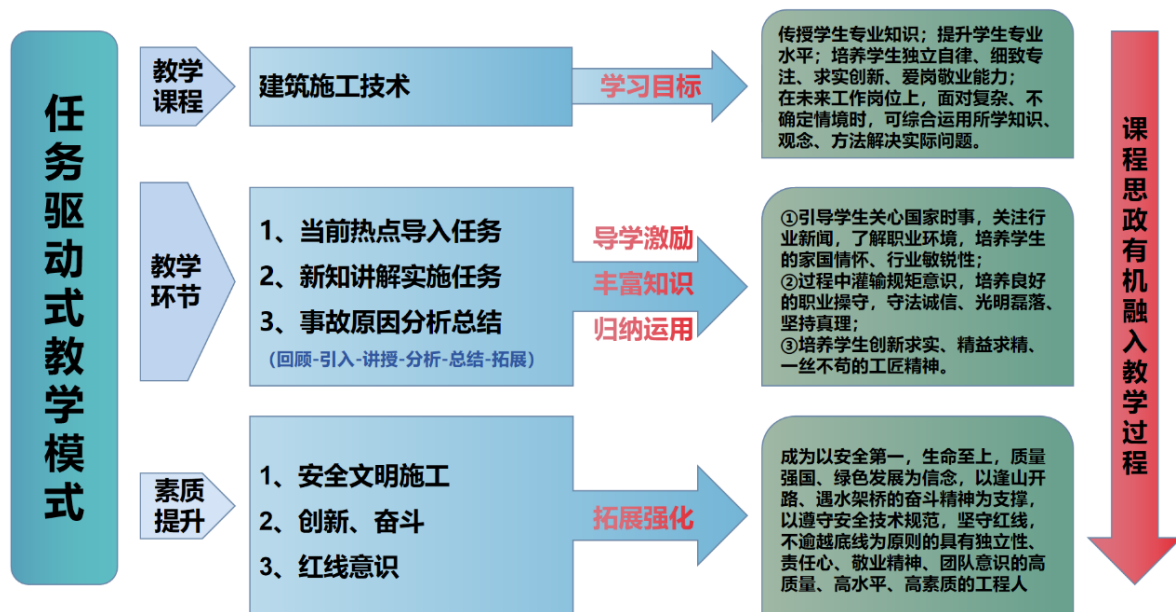 任务驱动式教学模式
教学
课程
建筑施工技术
学习目标
传授学生专业知识；提升学生专业
水平；培养学生独立自律、细致专
注、求实创新、爱岗敬业能力；
在未来工作岗位上，面对复杂、不
确定情境时，可综合运用所学知识、
观念、方法解决实际问题。
教学
环节
1、当前热点导入任务
2、新知讲解实施任务
3、事故原因分析总结
（回顾-引入-讲授-分析-总结-拓展）
导学激励
丰富知识
归纳运用
①引导学生关心国家时事，关注行
业新闻，了解职业环境，培养学生
的家国情怀、行业敏锐性；
②过程中灌输规矩意识，培养良好
的职业操守，守法诚信、光明磊落、
坚持真理；
③培养学生创新求实、精益求精、
一丝不苟的工匠精神。
素质
提升
1、安全文明施工
2、创新、奋斗
3、红线意识
拓展强化
成为以安全第一，生命至上，质量
强国、绿色发展为信念，以逢山开
路、遇水架桥的奋斗精神为支撑，
以遵守安全技术规范，坚守红线，
不逾越底线为原则的具有独立性、
责任心、敬业精神、团队意识的高
质量、高水平、高素质的工程人
课程思政有机融入教学过程